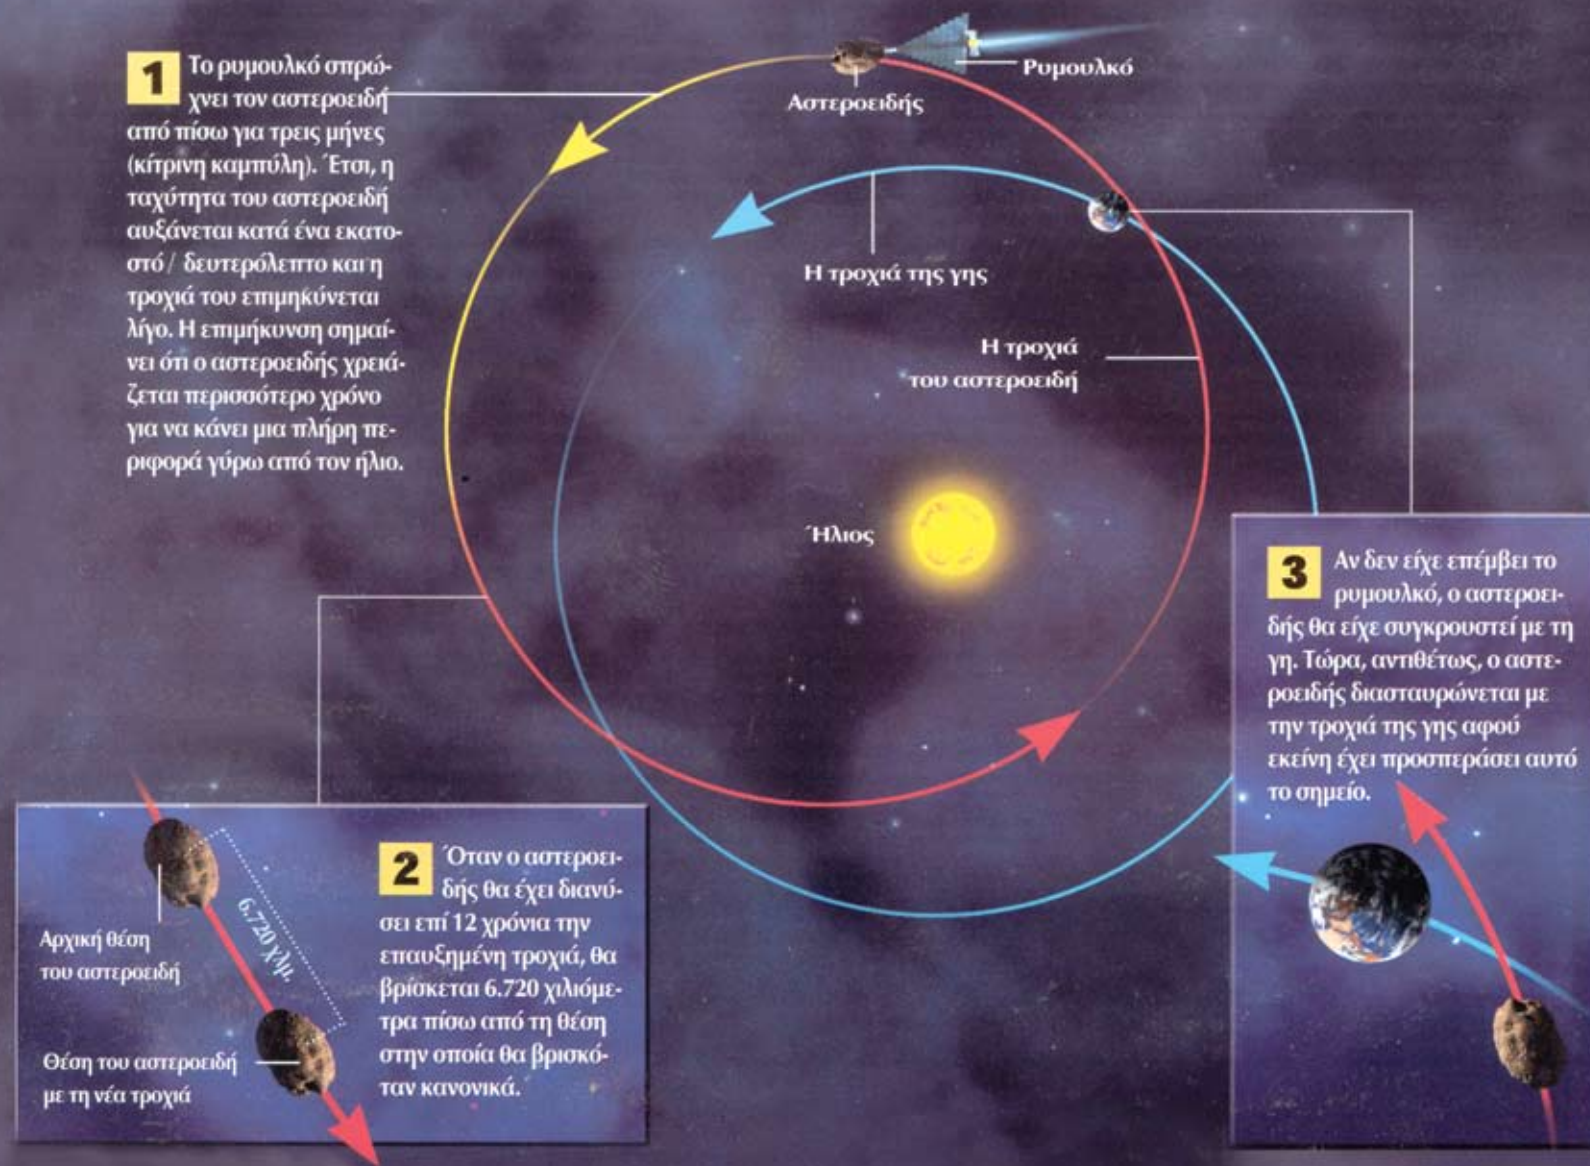 1
Το ρυμουλκό σπρώ-
χνει τον αστεροειδή
από πίσω για τρεις μήνες
(κίτρινη καμπύλη). Έτσι, η
ταχύτητα του αστεροειδή
αυξάνεται κατά ένα εκατο-
στό / δευτερόλεπτο και η
τροχιά του επιμηκύνεται
λίγο. Η επιμήκυνση σημαί-
νει ότι ο αστεροειδής χρειά-
ζεται περισσότερο χρόνο
για να κάνει μια πλήρη πε-
ριφορά γύρω από τον ήλιο.
Ρυμουλκό
Αστεροειδής
Η τροχιά της γης
Η τροχιά
του αστεροειδή
Ήλιος
2
Όταν ο αστεροει-
δής θα έχει διανύ-
σει επί 12 χρόνια την
επαυξημένη τροχιά, θα
βρίσκεται 6.720 χιλιόμε-
τρα πίσω από τη θέση
στην οποία θα βρισκό-
ταν κανονικά.
6.720 χλμ.
Αρχική θέση
του αστεροειδή
Θέση του αστεροειδή
με τη νέα τροχιά
3
Αν δεν είχε επέμβει το
ρυμουλκό, ο αστεροει-
δής θα είχε συγκρουστεί με τη
γη. Τώρα, αντιθέτως, ο αστε-
ροειδής διασταυρώνεται με
την τροχιά της γης αφού
εκείνη έχει προσπεράσει αυτό
το σημείο.